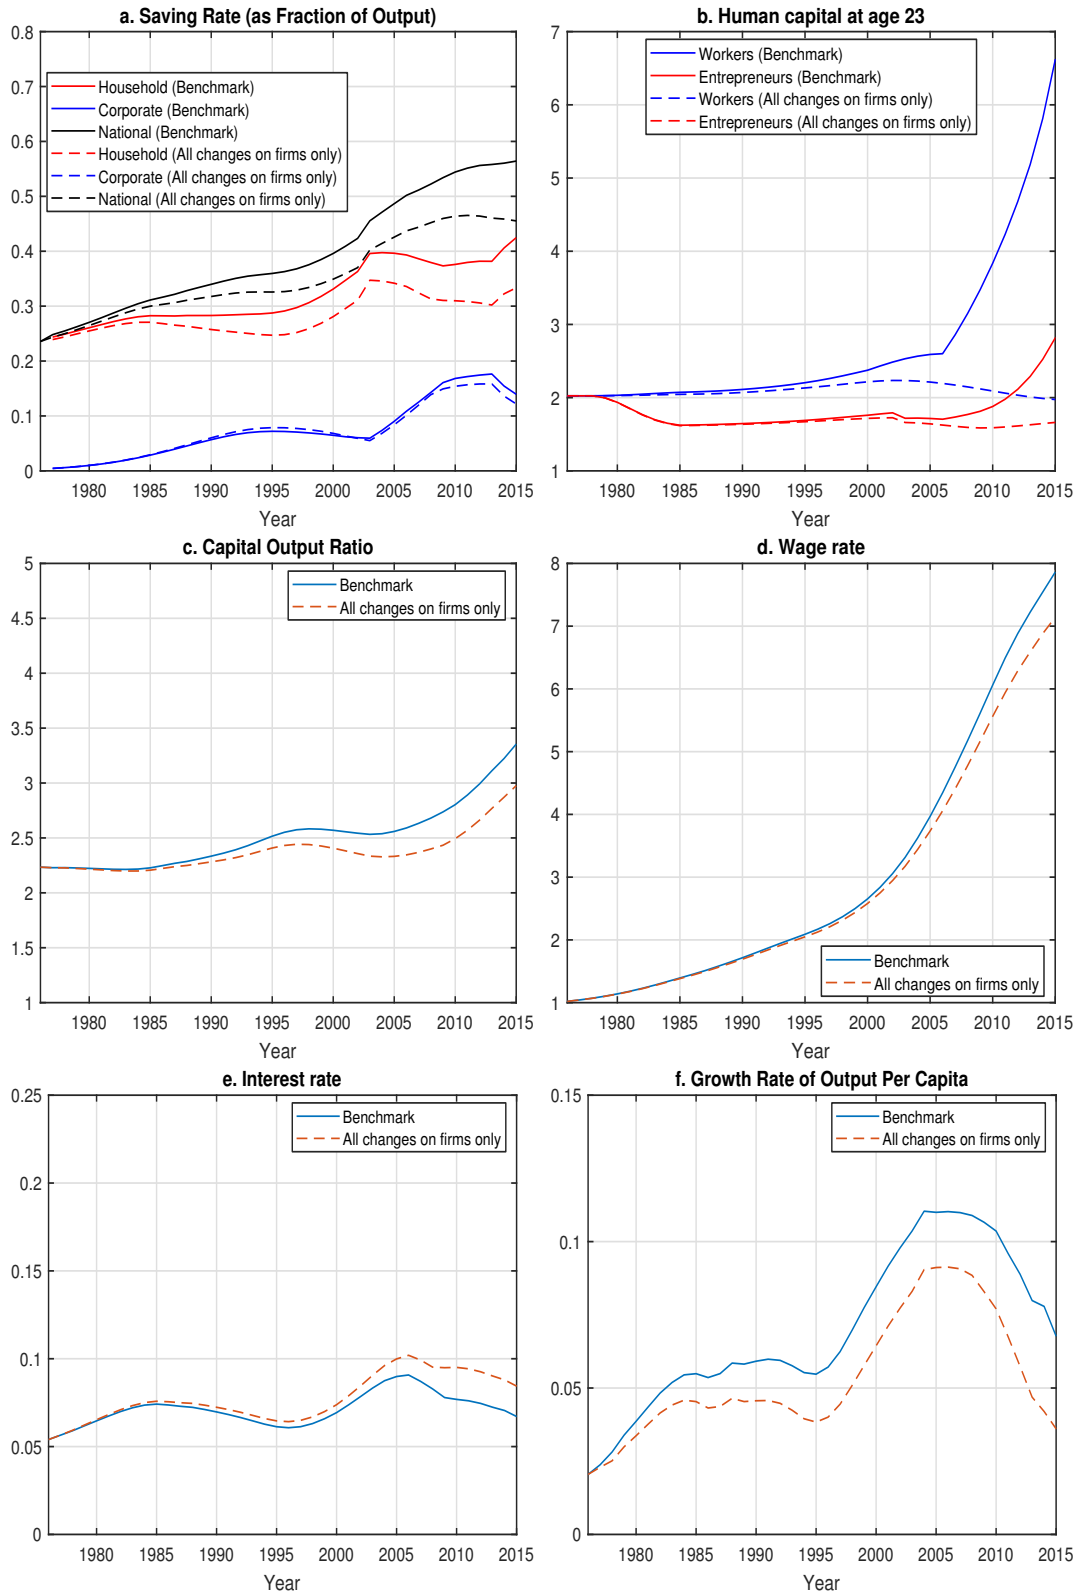 a. Saving Rate (as Fraction of Output)
0.8
0.7
0.6
0.5
0.4
0.3
0.2
0.1
0
Household (Benchmark)
Corporate (Benchmark)
National (Benchmark)
Household (All changes on firms only)
Corporate (All changes on firms only)
National (All changes on firms only)
1980 1985 1990 1995 2000 2005 2010 2015
Year
b. Human capital at age 23
7
6
5
4
3
2
1
Workers (Benchmark)
Entrepreneurs (Benchmark)
Workers (All changes on firms only)
Entrepreneurs (All changes on firms only)
1980 1985 1990 1995 2000 2005 2010 2015
Year
c. Capital Output Ratio
5
4.5
4
3.5
3
2.5
2
1.5
1
Benchmark
All changes on firms only
1980 1985 1990 1995 2000 2005 2010 2015
Year
d. Wage rate
8
7
6
5
4
3
2
1
Benchmark
All changes on firms only
1980 1985 1990 1995 2000 2005 2010 2015
Year
e. Interest rate
0.25
0.2
0.15
0.1
0.05
0
Benchmark
All changes on firms only
1980 1985 1990 1995 2000 2005 2010 2015
Year
f. Growth Rate of Output Per Capita
0.15
0.1
0.05
0
Benchmark
All changes on firms only
1980 1985 1990 1995 2000 2005 2010 2015
Year